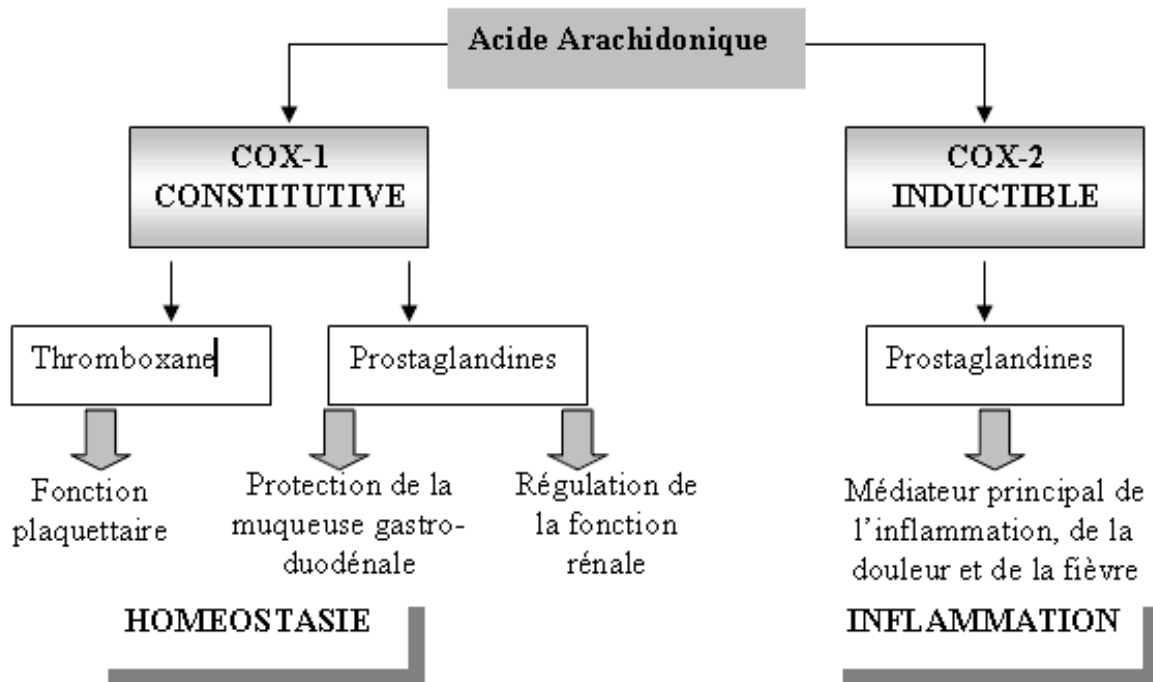 Acide Arachidonique
COX-1
CONSTITUTIVE
COX-2
INDUCTIBLE
Thromboxane
Prostaglandines
Prostaglandines
Fonction
plaquettaire
Protection de la
muqueuse gastro-
duodénale
Régulation de
la fonction
rénale
Médiateur principal de
l'inflammation, de la
douleur et de la fièvre
HOMEOSTASIE
INFLAMMATION